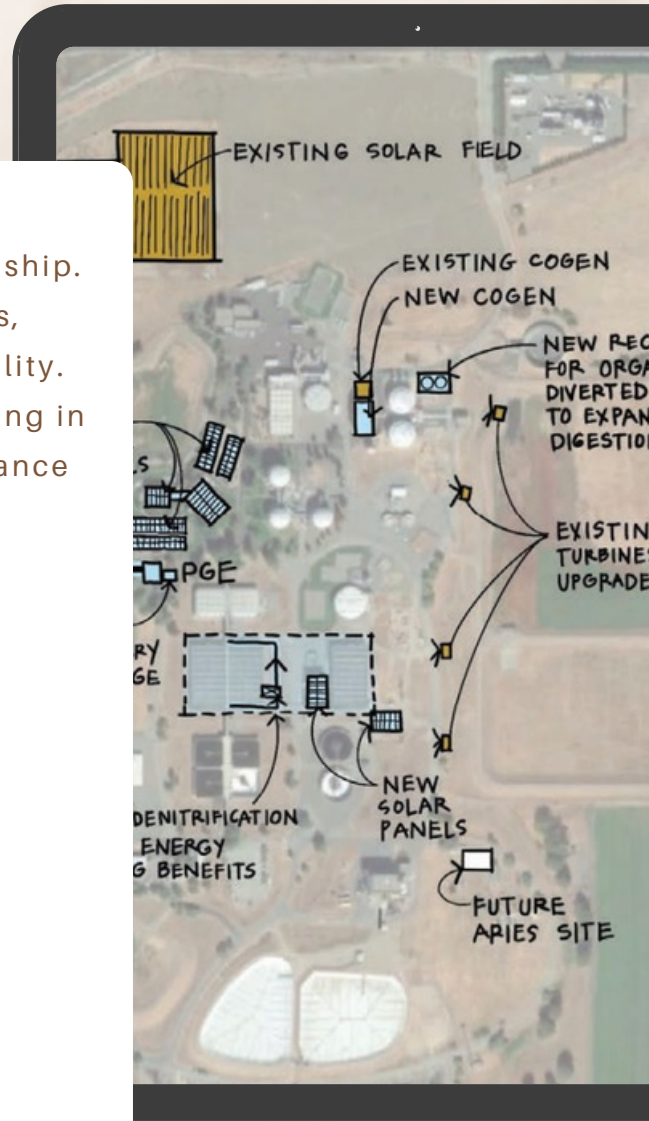 ship.
s,
lity.
ng in
ance
EXISTING SOLAR FIELD
EXISTING COGEN
NEW COGEN
NEW REC
FOR ORGA
DIVERTED
TO EXPAN
DIGESTION
LS
EXISTIN
TURBINES
UPGRADE
PGE
RY
GE
DENITRIFICATION
ENERGY
G BENEFITS
NEW
SOLAR
PANELS
FUTURE
ARIES SITE